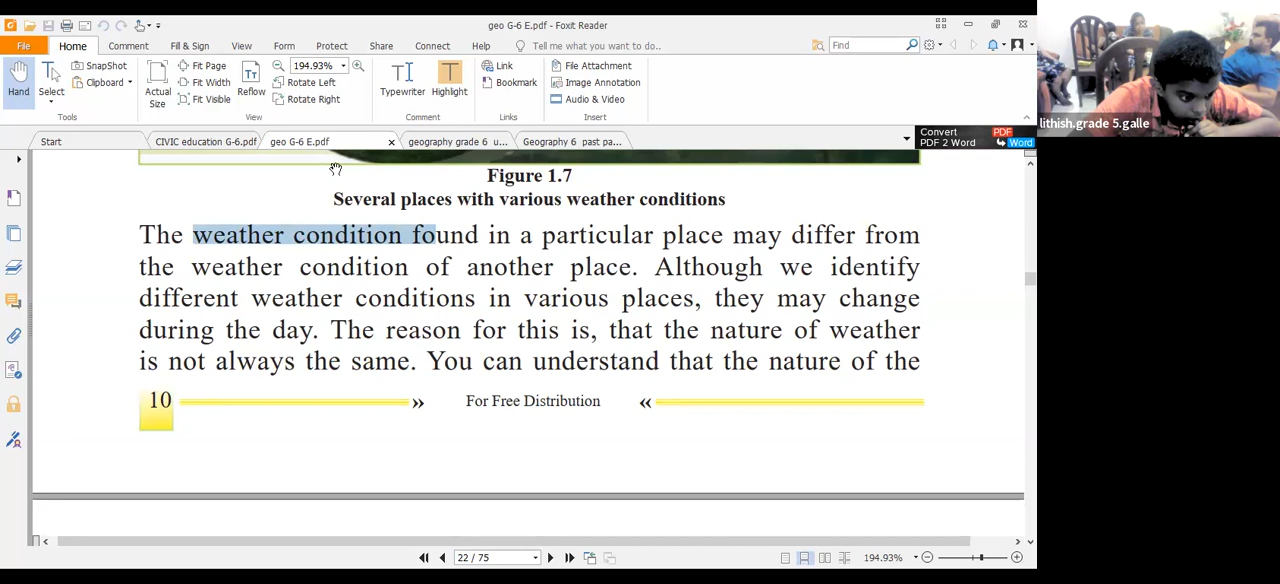 geo G-6 E.pdf - Foxit Reader
File Home Comment Fill & Sign View Form Protect Share Connect Help Tell me what you want to do.. Find
Hand
Select
SnapShot
Clipboard
Tools
Actual
Size
Fit Page
Fit Width
Fit Visible
Reflow
194.93%
Rotate Left
Rotate Right
View
Typewriter
Highlight
Comment
Link
Bookmark
Links
File Attachment
Image Annotation
Audio & Video
Insert
Start CIVIC education G-6.pdf geo G-6 E.pdf geography grade 6 u... Geography 6 past pa...
Convert PDF
PDF 2 Word Word
lithish.grade 5.galle
Figure 1.7
Several places with various weather conditions
The weather condition found in a particular place may differ from
the weather condition of another place. Although we identify
different weather conditions in various places, they may change
during the day. The reason for this is, that the nature of weather
is not always the same. You can understand that the nature of the
10 » For Free Distribution «
22 / 75 194.93%